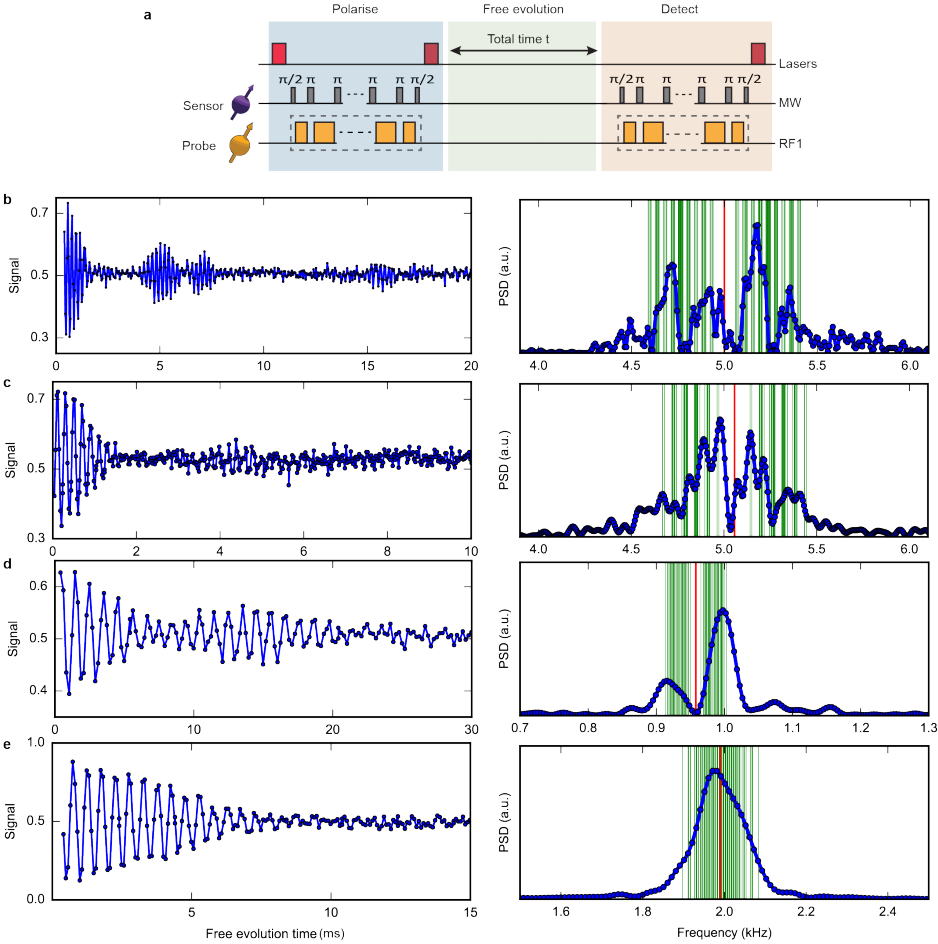 a
Polarise
Free evolution
Detect
Total time t
Lasers
π/2 π π π π π/2
π/2 π π π π π/2
Sensor
MW
Probe
RF1
b
Signal
0.7
0.5
0.3
0 5 10 15 20
PSD (a.u.)
4.0 4.5 5.0 5.5 6.0
c
Signal
0.7
0.5
0.3
0 2 4 6 8 10
PSD (a.u.)
4.0 4.5 5.0 5.5 6.0
d
Signal
0.6
0.5
0.4
0 10 20 30
PSD (a.u.)
0.7 0.8 0.9 1.0 1.1 1.2 1.3
e
Signal
1.0
0.5
0.0
5 10 15
Free evolution time (ms)
PSD (a.u.)
1.6 1.8 2.0 2.2 2.4
Frequency (kHz)